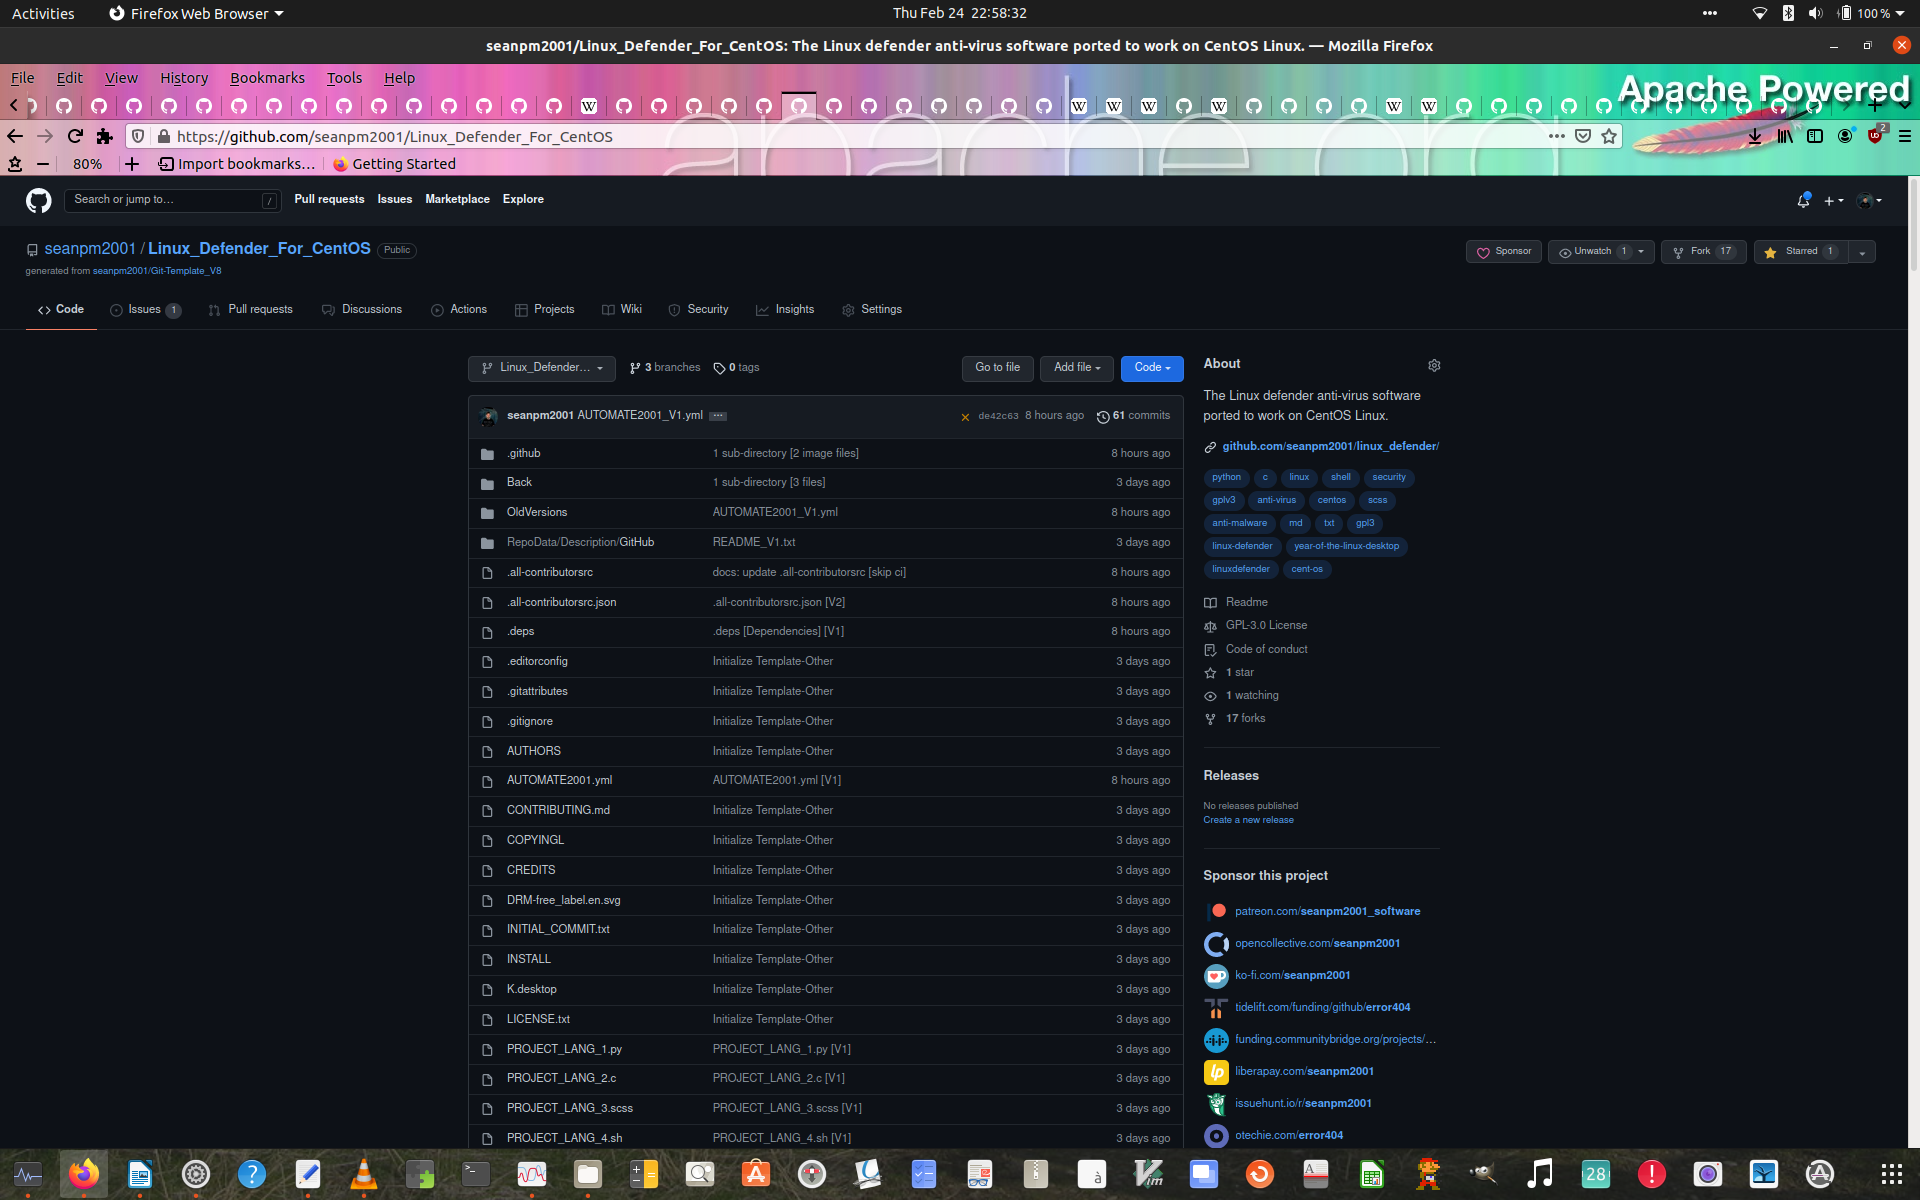 Activities Firefox Web Browser Thu Feb 24 22:58:32 100 %
seanpm2001/Linux_Defender_For_CentOS: The Linux defender anti-virus software ported to work on CentOS Linux. — Mozilla Firefox
File Edit View History Bookmarks Tools Help
Apache Powered
https://github.com/seanpm2001/Linux_Defender_For_CentOS
2
80% Import bookmarks… Getting Started
Search or jump to… / Pull requests Issues Marketplace Explore
seanpm2001 / Linux_Defender_For_CentOS Public
Sponsor Unwatch 1 Fork 17 Starred 1
generated from seanpm2001/Git-Template_V8
Code Issues 1 Pull requests Discussions Actions Projects Wiki Security Insights Settings
Linux_Defender... 3 branches 0 tags Go to file Add file Code
seanpm2001 AUTOMATE2001_V1.yml ··· de42c63 8 hours ago 61 commits
.github 1 sub-directory [2 image files] 8 hours ago
Back 1 sub-directory [3 files] 3 days ago
OldVersions AUTOMATE2001_V1.yml 8 hours ago
RepoData/Description/GitHub README_V1.txt 3 days ago
.all-contributorsrc docs: update .all-contributorsrc [skip ci] 8 hours ago
.all-contributorsrc.json .all-contributorsrc.json [V2] 8 hours ago
.deps .deps [Dependencies] [V1] 8 hours ago
.editorconfig Initialize Template-Other 3 days ago
.gitattributes Initialize Template-Other 3 days ago
.gitignore Initialize Template-Other 3 days ago
AUTHORS Initialize Template-Other 3 days ago
AUTOMATE2001.yml AUTOMATE2001.yml [V1] 8 hours ago
CONTRIBUTING.md Initialize Template-Other 3 days ago
COPYINGL Initialize Template-Other 3 days ago
CREDITS Initialize Template-Other 3 days ago
DRM-free_label.en.svg Initialize Template-Other 3 days ago
INITIAL_COMMIT.txt Initialize Template-Other 3 days ago
INSTALL Initialize Template-Other 3 days ago
K.desktop Initialize Template-Other 3 days ago
LICENSE.txt Initialize Template-Other 3 days ago
PROJECT_LANG_1.py PROJECT_LANG_1.py [V1] 3 days ago
PROJECT_LANG_2.c PROJECT_LANG_2.c [V1] 3 days ago
PROJECT_LANG_3.scss PROJECT_LANG_3.scss [V1] 3 days ago
PROJECT_LANG_4.sh PROJECT_LANG_4.sh [V1] 3 days ago
About
The Linux defender anti-virus software
ported to work on CentOS Linux.
github.com/seanpm2001/linux_defender/
python c linux shell security
gplv3 anti-virus centos scss
anti-malware md txt gpl3
linux-defender year-of-the-linux-desktop
linuxdefender cent-os
Readme
GPL-3.0 License
Code of conduct
1 star
1 watching
17 forks
Releases
No releases published
Create a new release
Sponsor this project
patreon.com/seanpm2001_software
opencollective.com/seanpm2001
ko-fi.com/seanpm2001
tidelift.com/funding/github/error404
funding.communitybridge.org/projects/…
liberapay.com/seanpm2001
issuehunt.io/r/seanpm2001
otechie.com/error404
28